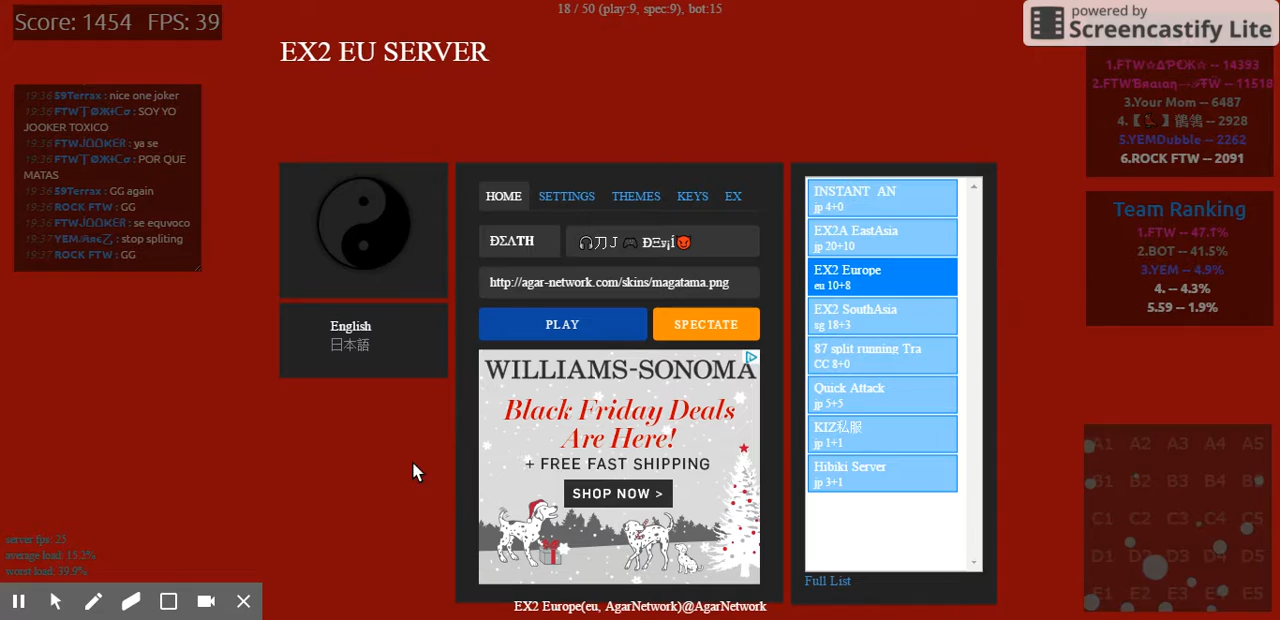 Score: 1454 FPS: 39
18 / 50 (play:9, spec:9), bot:15
powered by
Screencastify Lite
EX2 EU SERVER
19:36 59Terrax : nice one joker
19:36 : SOY YO
JOOKER TOXICO
19:36 FTWJOOKER : ya se
19:36 : POR QUE
MATAS
19:36 59Terrax : GG again
19:36 ROCK FTW : GG
19:36 FTWJOOKER : se equvoco
19:37 : stop spliting
19:37 ROCK FTW : GG
English
日本語
HOME SETTINGS THEMES KEYS EX
ĐΣΛTH
http://agar-network.com/skins/magatama.png
PLAY SPECTATE
WILLIAMS-SONOMA
Black Friday Deals
Are Here!
+ FREE FAST SHIPPING
SHOP NOW >
INSTANT AN
jp 4+0
EX2A EastAsia
jp 20+10
EX2 Europe
eu 10+8
EX2 SouthAsia
sg 18+3
87 split running Tra
CC 8+0
Quick Attack
jp 5+5
KIZ私服
jp 1+1
Hibiki Server
jp 3+1
Full List
-- 14393
-- 11518
3.Your Mom -- 6487
-- 2928
5.YEMDubble -- 2262
6.ROCK FTW -- 2091
Team Ranking
1.FTW -- 47.1%
2.BOT -- 41.5%
3.YEM -- 4.9%
4. -- 4.3%
5.59 -- 1.9%
A1 A2 A3 A4 A5
B1 B2 B3 B4 B5
C1 C2 C3 C4 C5
D1 D2 D3 D4 D5
E1 E2 E3 E4 E5
server fps: 25
average load: 15.2%
worst load: 39.9%
EX2 Europe(eu, AgarNetwork)@AgarNetwork